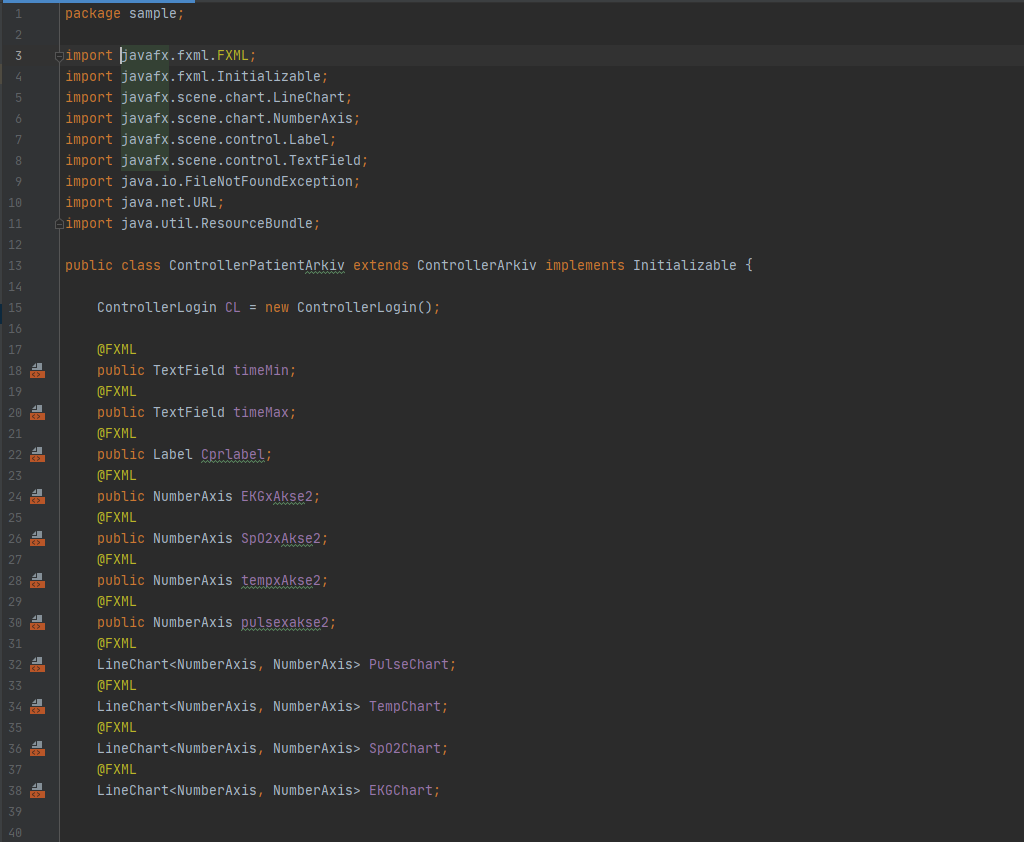 1 package sample;
2
3 import javafx.fxml.FXML;
4 import javafx.fxml.Initializable;
5 import javafx.scene.chart.LineChart;
6 import javafx.scene.chart.NumberAxis;
7 import javafx.scene.control.Label;
8 import javafx.scene.control.TextField;
9 import java.io.FileNotFoundException;
10 import java.net.URL;
11 import java.util.ResourceBundle;
12
13 public class ControllerPatientArkiv extends ControllerArkiv implements Initializable {
14
15     ControllerLogin CL = new ControllerLogin();
16
17     @FXML
18     public TextField timeMin;
19     @FXML
20     public TextField timeMax;
21     @FXML
22     public Label Cprlabel;
23     @FXML
24     public NumberAxis EKGxAkse2;
25     @FXML
26     public NumberAxis SpO2xAkse2;
27     @FXML
28     public NumberAxis tempxAkse2;
29     @FXML
30     public NumberAxis pulsexakse2;
31     @FXML
32     LineChart<NumberAxis, NumberAxis> PulseChart;
33     @FXML
34     LineChart<NumberAxis, NumberAxis> TempChart;
35     @FXML
36     LineChart<NumberAxis, NumberAxis> SpO2Chart;
37     @FXML
38     LineChart<NumberAxis, NumberAxis> EKGChart;
39
40